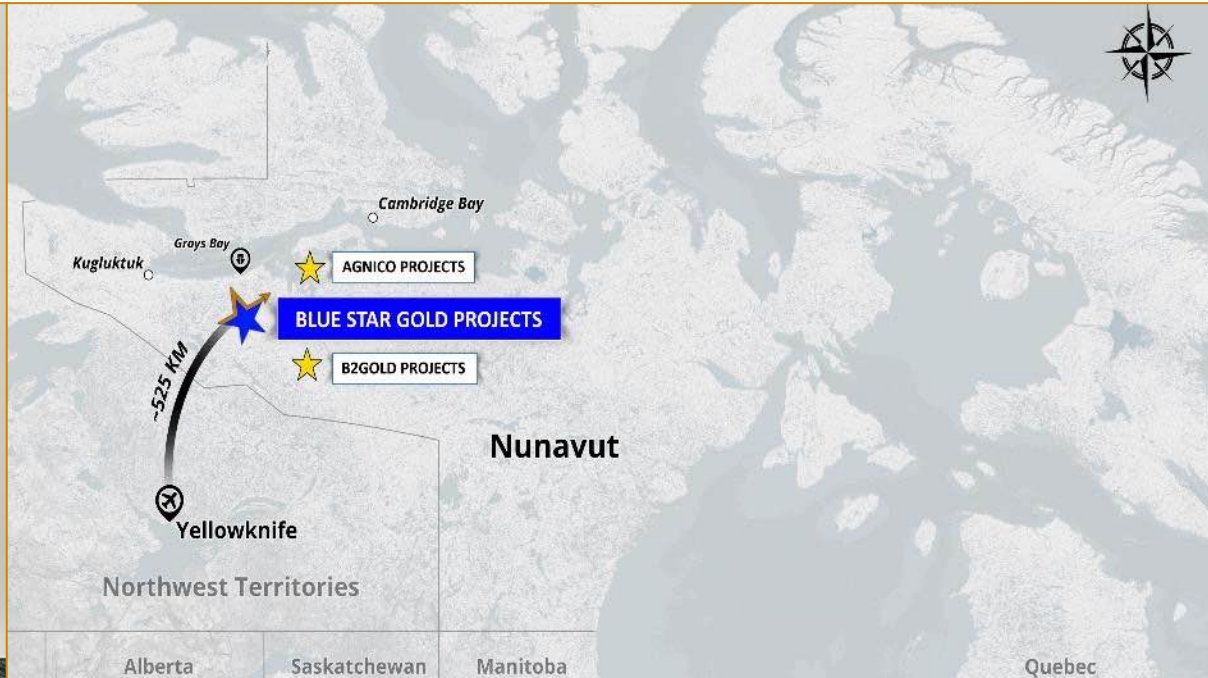 Cambridge Bay
Grays Bay
Kugluktuk
AGNICO PROJECTS
BLUE STAR GOLD PROJECTS
B2GOLD PROJECTS
~525 KM
Nunavut
Yellowknife
Northwest Territories
Alberta
Saskatchewan
Manitoba
Quebec